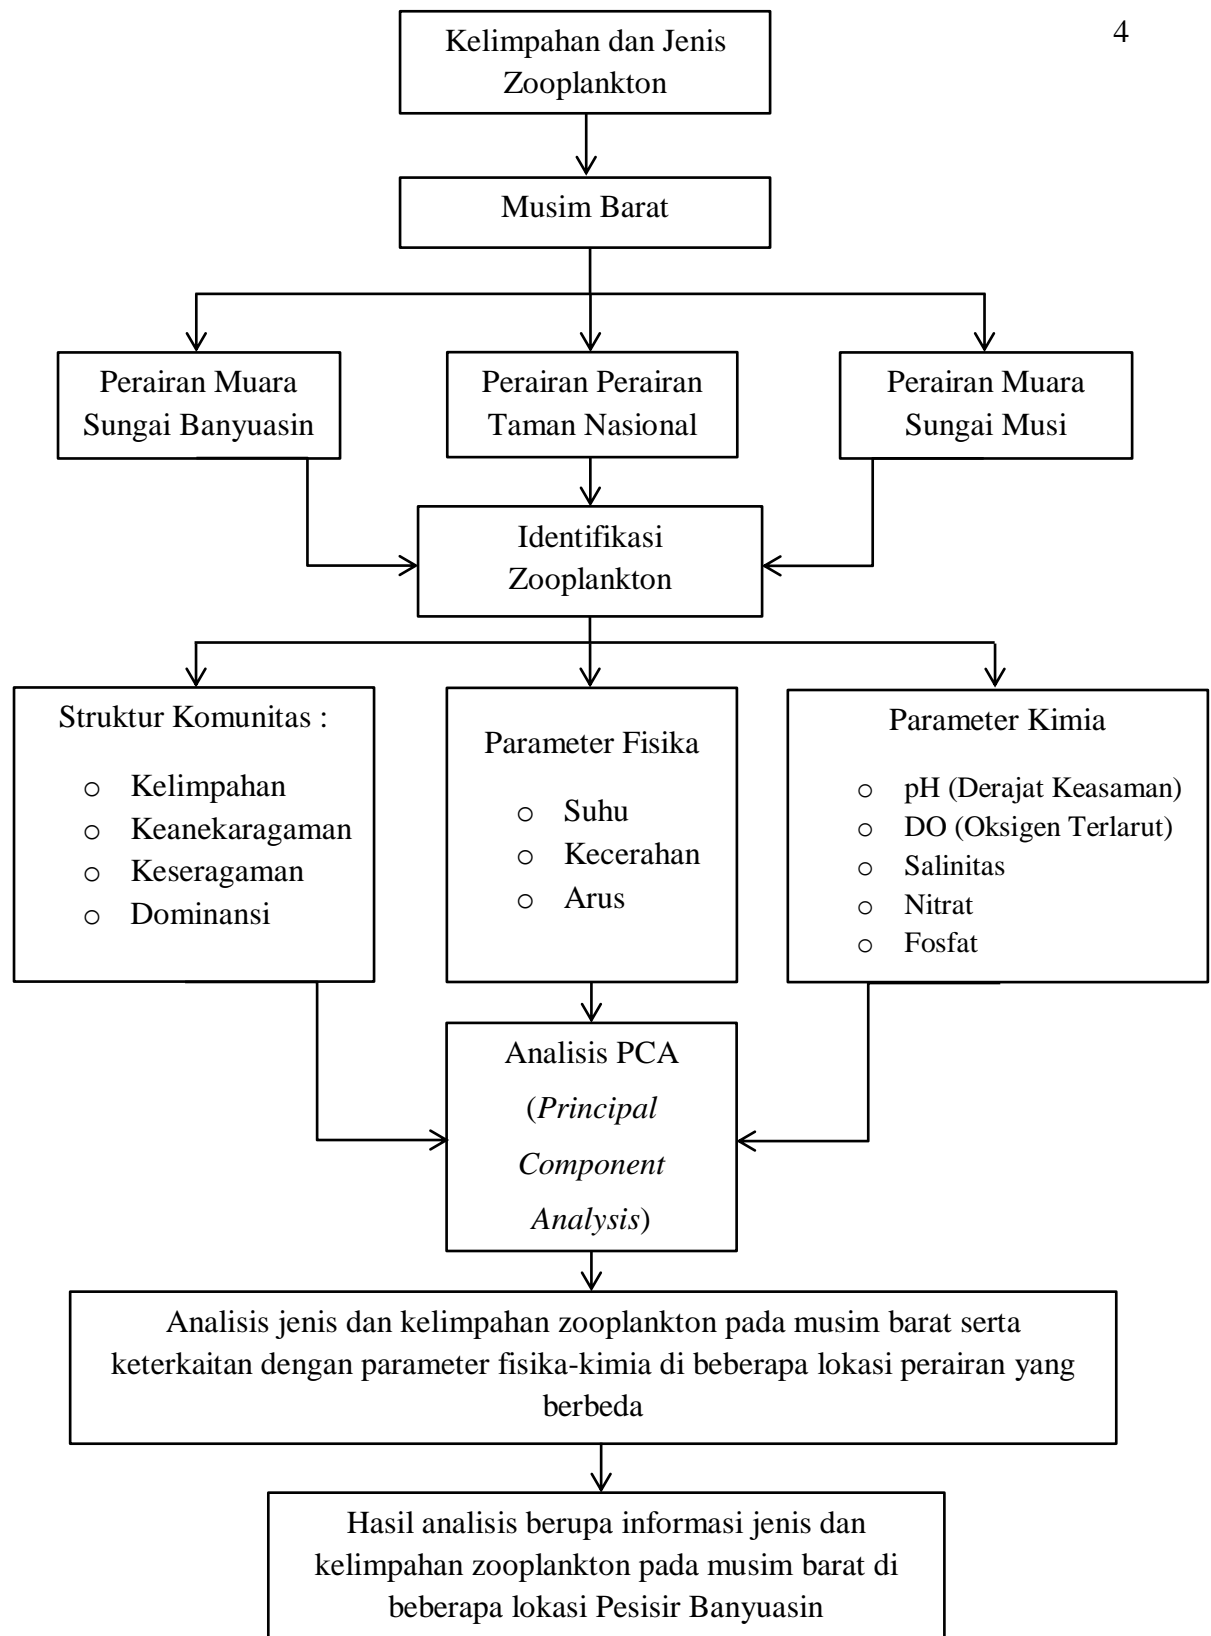 4
Kelimpahan dan Jenis
Zooplankton
Musim Barat
Perairan Muara
Sungai Banyuasin
Perairan Perairan
Taman Nasional
Perairan Muara
Sungai Musi
Identifikasi
Zooplankton
Struktur Komunitas :
o Kelimpahan
o Keanekaragaman
o Keseragaman
o Dominansi
Parameter Fisika
o Suhu
o Kecerahan
o Arus
Parameter Kimia
o pH (Derajat Keasaman)
o DO (Oksigen Terlarut)
o Salinitas
o Nitrat
o Fosfat
Analisis PCA
(Principal
Component
Analysis)
Analisis jenis dan kelimpahan zooplankton pada musim barat serta
keterkaitan dengan parameter fisika-kimia di beberapa lokasi perairan yang
berbeda
Hasil analisis berupa informasi jenis dan
kelimpahan zooplankton pada musim barat di
beberapa lokasi Pesisir Banyuasin